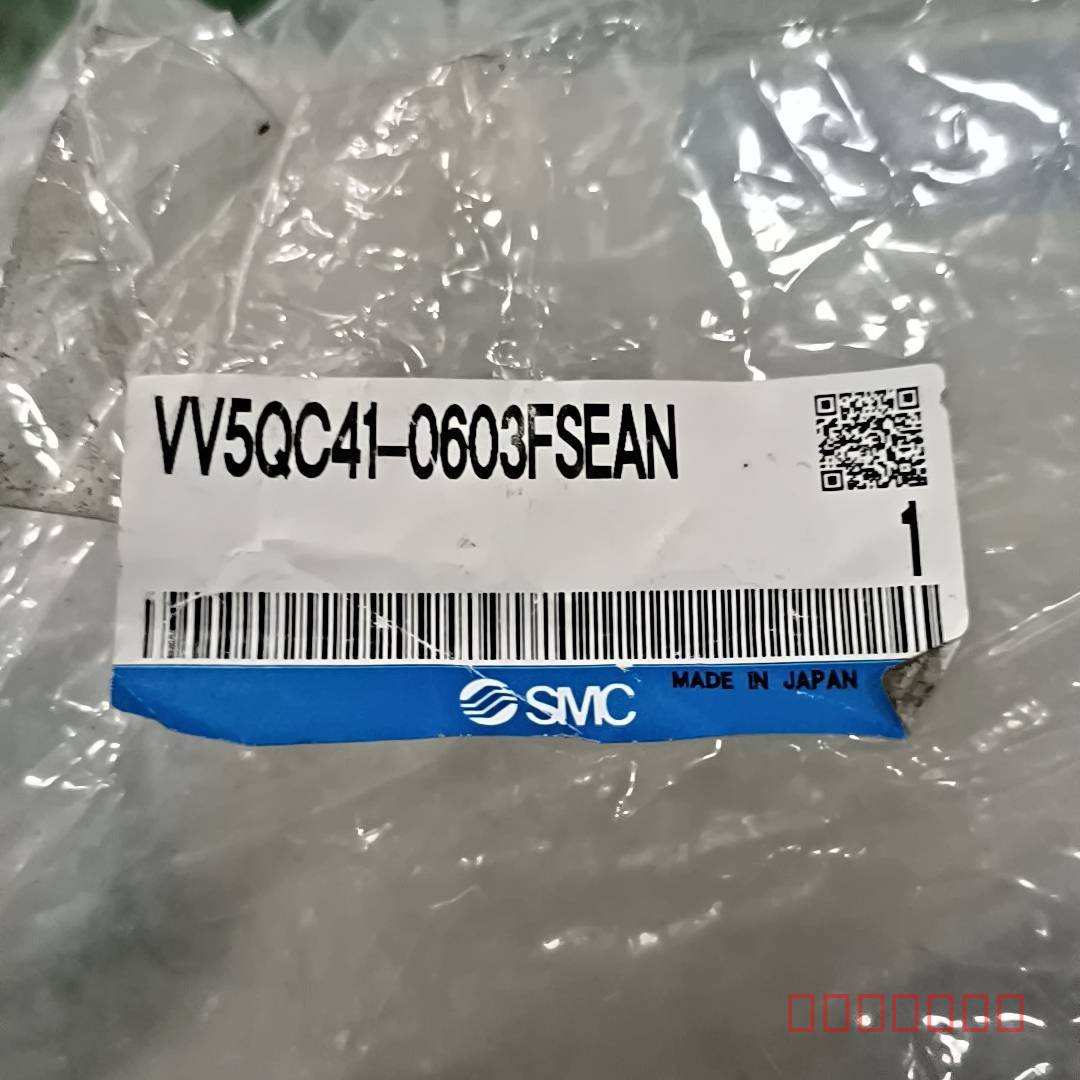 VV5QC41-0603FSEAN
1
SMC
MADE IN JAPAN